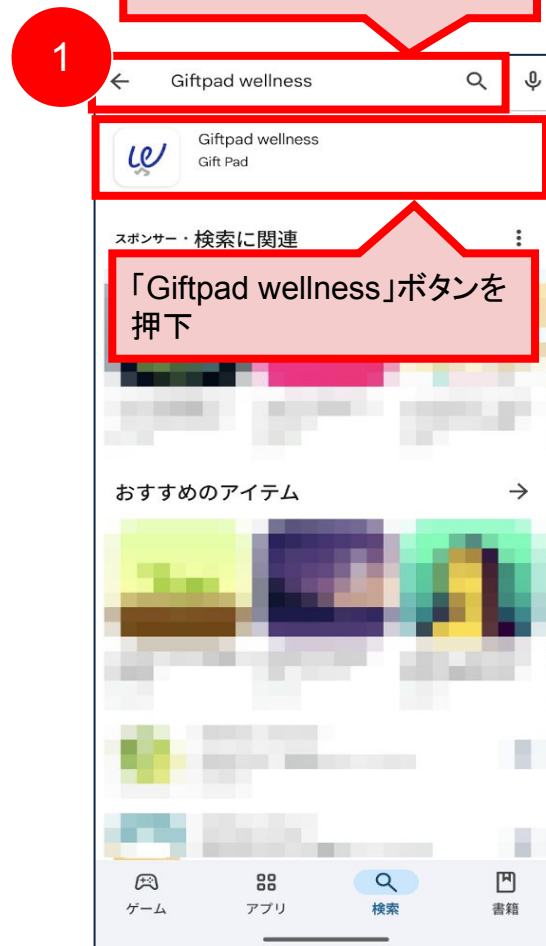 1
Giftpad wellness
Giftpad wellness
Gift Pad
スポンサー・検索に関連
「Giftpad wellness」ボタンを
押下
おすすめのアイテム
ゲーム
アプリ
検索
書籍